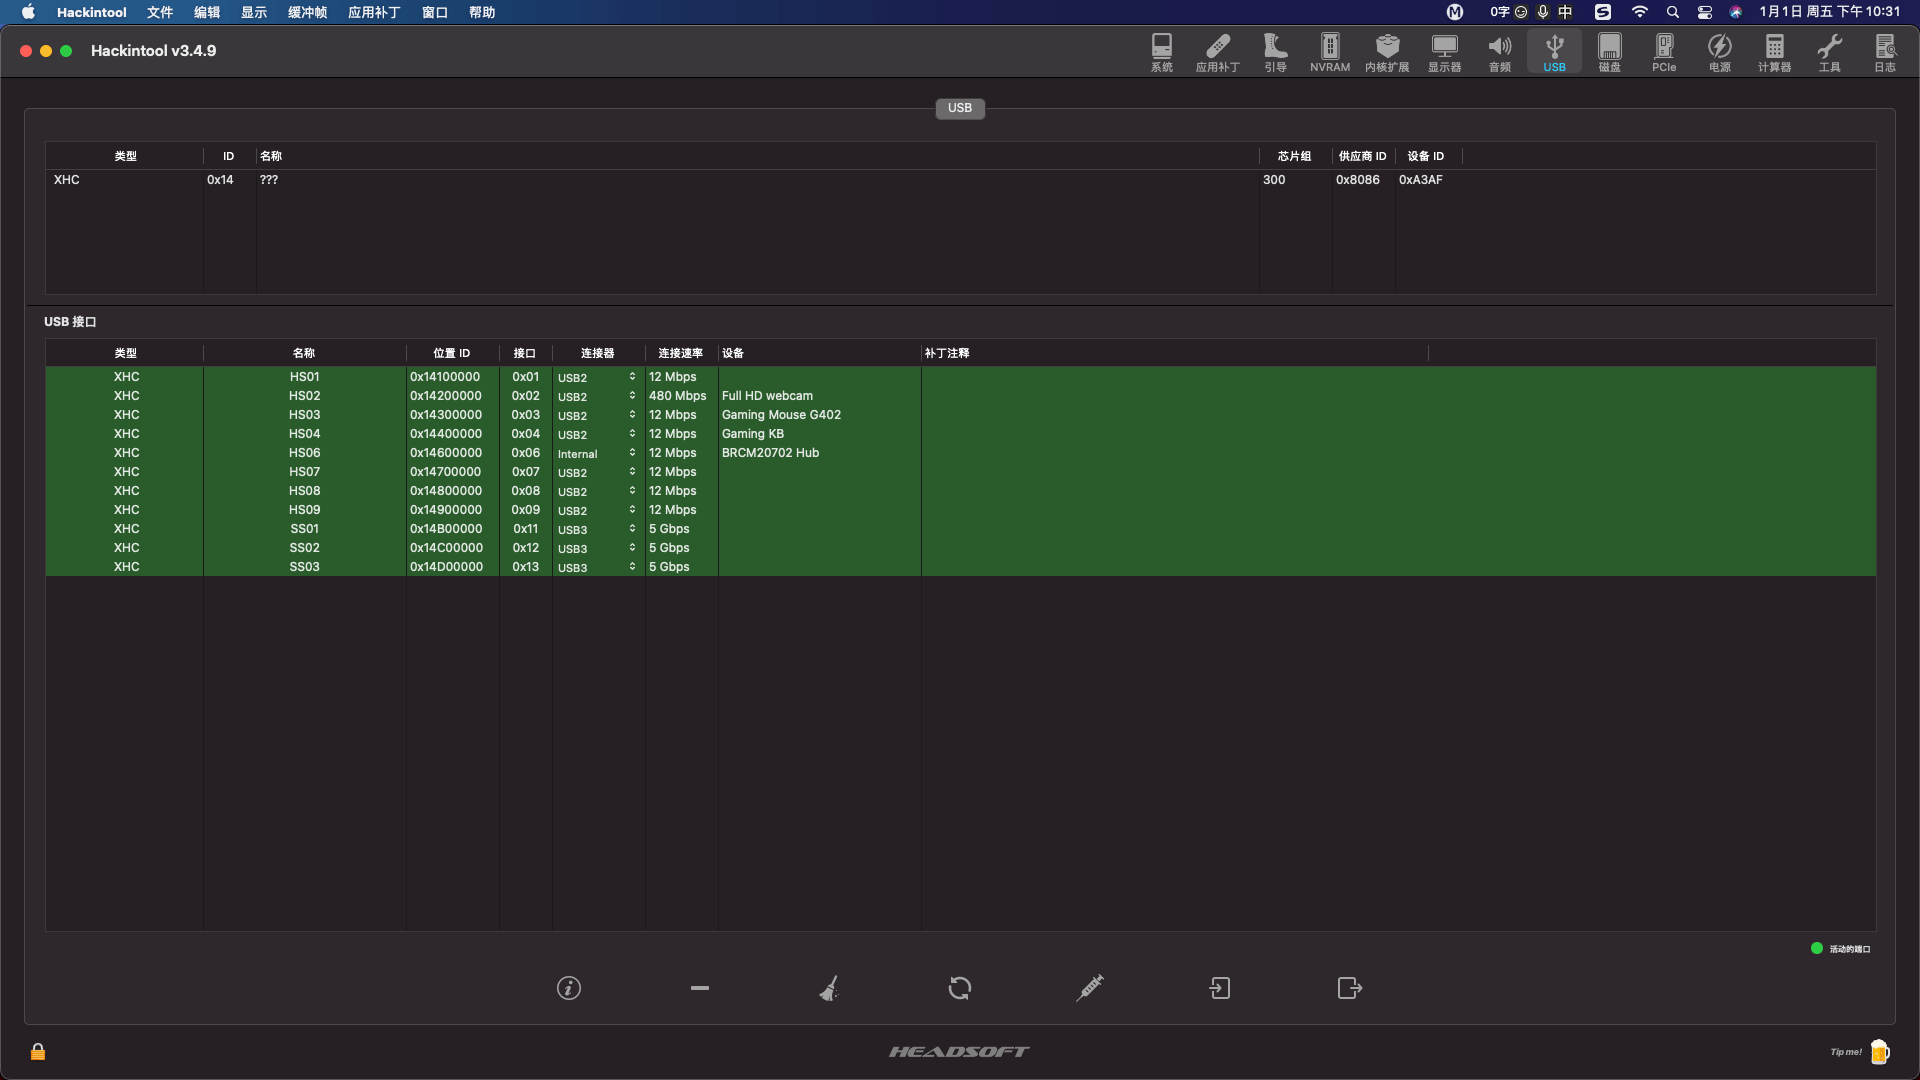 Hackintool 文件 编辑 显示 缓冲帧 应用补丁 窗口 帮助 0字 中 1月1日 周五 下午10:31
Hackintool v3.4.9
系统 应用补丁 引导 NVRAM 内核扩展 显示器 音频 USB 磁盘 PCIe 电源 计算器 工具 日志
USB
类型 ID 名称 芯片组 供应商 ID 设备 ID
XHC 0x14 ??? 300 0x8086 0xA3AF
USB 接口
类型 名称 位置 ID 接口 连接器 连接速率 设备 补丁注释
XHC HS01 0x14100000 0x01 USB2 12 Mbps
XHC HS02 0x14200000 0x02 USB2 480 Mbps Full HD webcam
XHC HS03 0x14300000 0x03 USB2 12 Mbps Gaming Mouse G402
XHC HS04 0x14400000 0x04 USB2 12 Mbps Gaming KB
XHC HS06 0x14600000 0x06 Internal 12 Mbps BRCM20702 Hub
XHC HS07 0x14700000 0x07 USB2 12 Mbps
XHC HS08 0x14800000 0x08 USB2 12 Mbps
XHC HS09 0x14900000 0x09 USB2 12 Mbps
XHC SS01 0x14B00000 0x11 USB3 5 Gbps
XHC SS02 0x14C00000 0x12 USB3 5 Gbps
XHC SS03 0x14D00000 0x13 USB3 5 Gbps
活动的端口
HEADSOFT
Tip me!